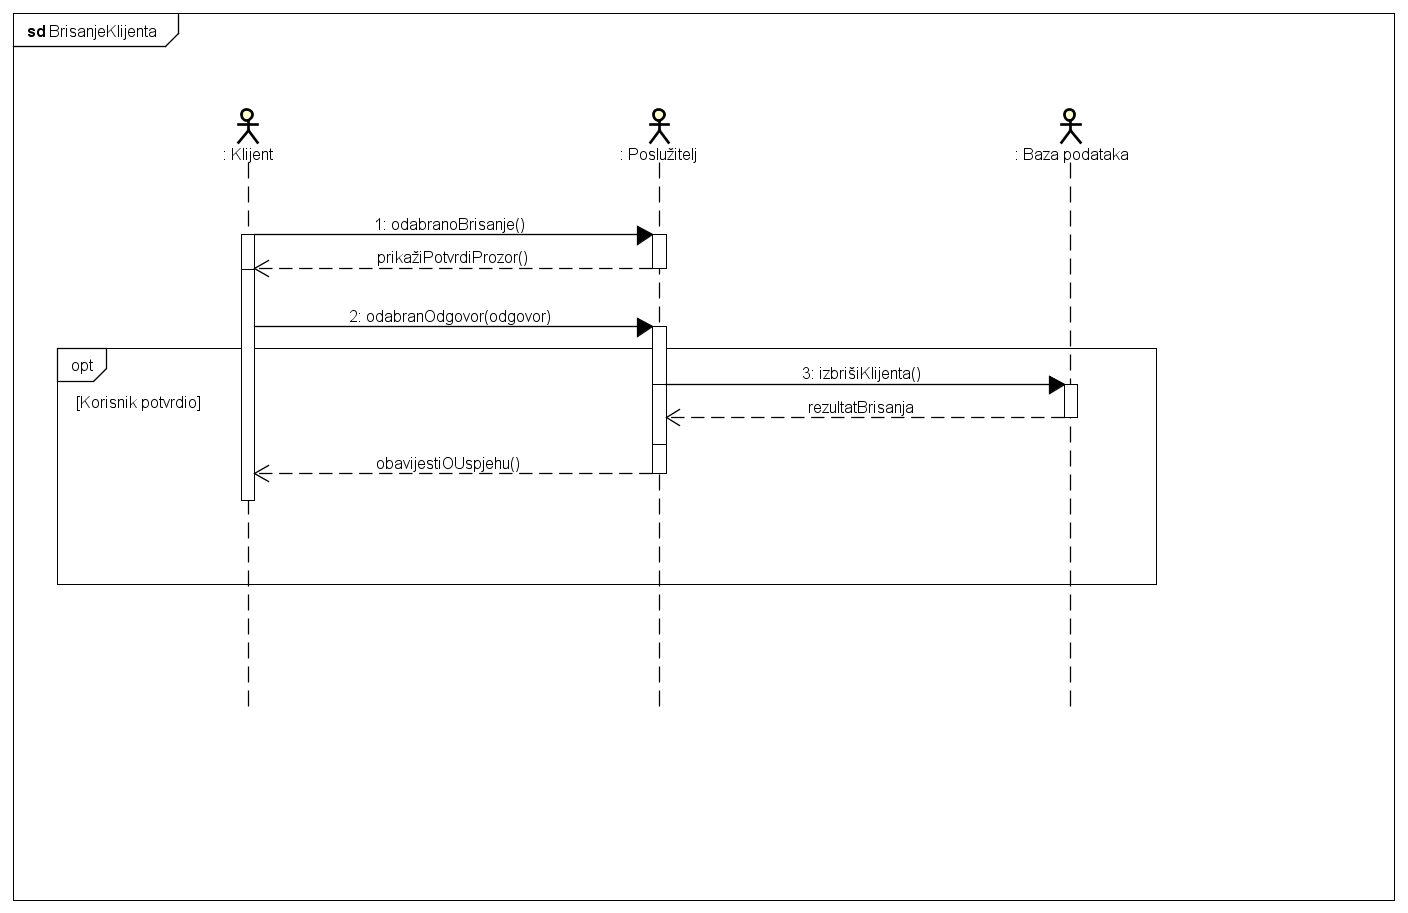 sd BrisanjeKlijenta
: Klijent
: Poslužitelj
: Baza podataka
1: odabranoBrisanje()
prikažiPotvrdiProzor()
2: odabranOdgovor(odgovor)
opt
3: izbrišiKlijenta()
[Korisnik potvrdio]
rezultatBrisanja
obavijestiOUspjehu()